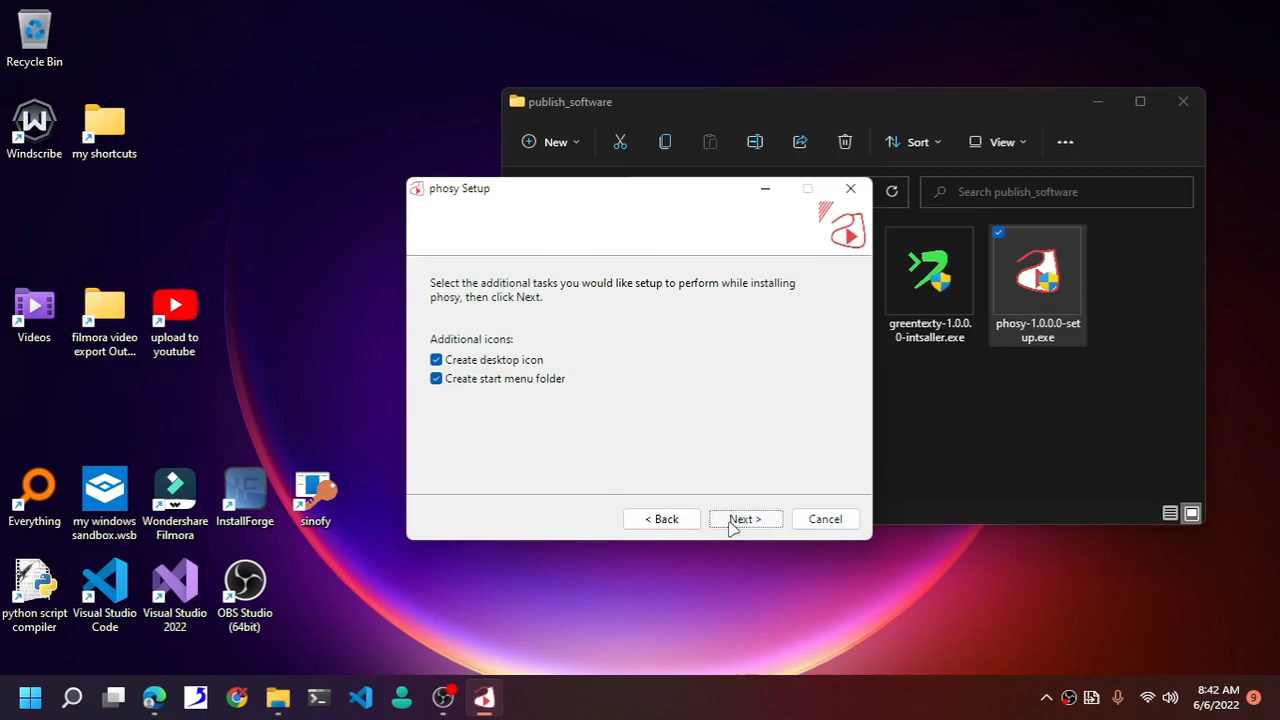 Recycle Bin
Windscribe
my shortcuts
Videos
filmora video
export Out...
upload to
youtube
Everything
my windows
sandbox.wsb
Wondershare
Filmora
InstallForge
sinofy
python script
compiler
Visual Studio
Code
Visual Studio
2022
OBS Studio
(64bit)
publish_software
New
Sort
View
Search publish_software
greentexty-1.0.0.
0-intsaller.exe
phosy-1.0.0.0-set
up.exe
phosy Setup
Select the additional tasks you would like setup to perform while installing
phosy, then click Next.
Additional icons:
Create desktop icon
Create start menu folder
< Back
Next >
Cancel
8:42 AM
6/6/2022
9